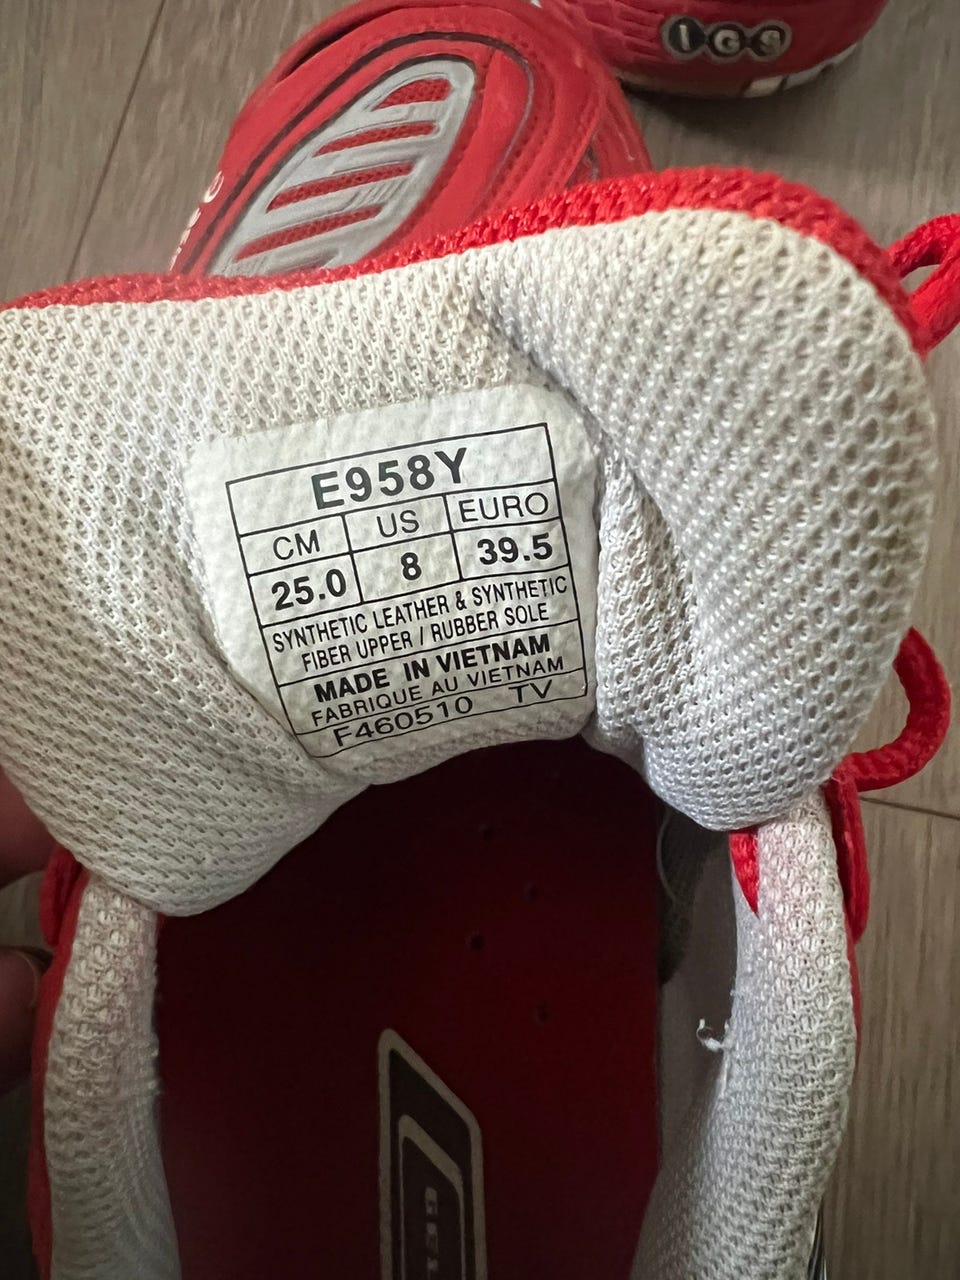 IGS
E958Y
CM US EURO
25.0 8 39.5
SYNTHETIC LEATHER & SYNTHETIC
FIBER UPPER / RUBBER SOLE
MADE IN VIETNAM
FABRIQUE AU VIETNAM
F460510 TV
GEL